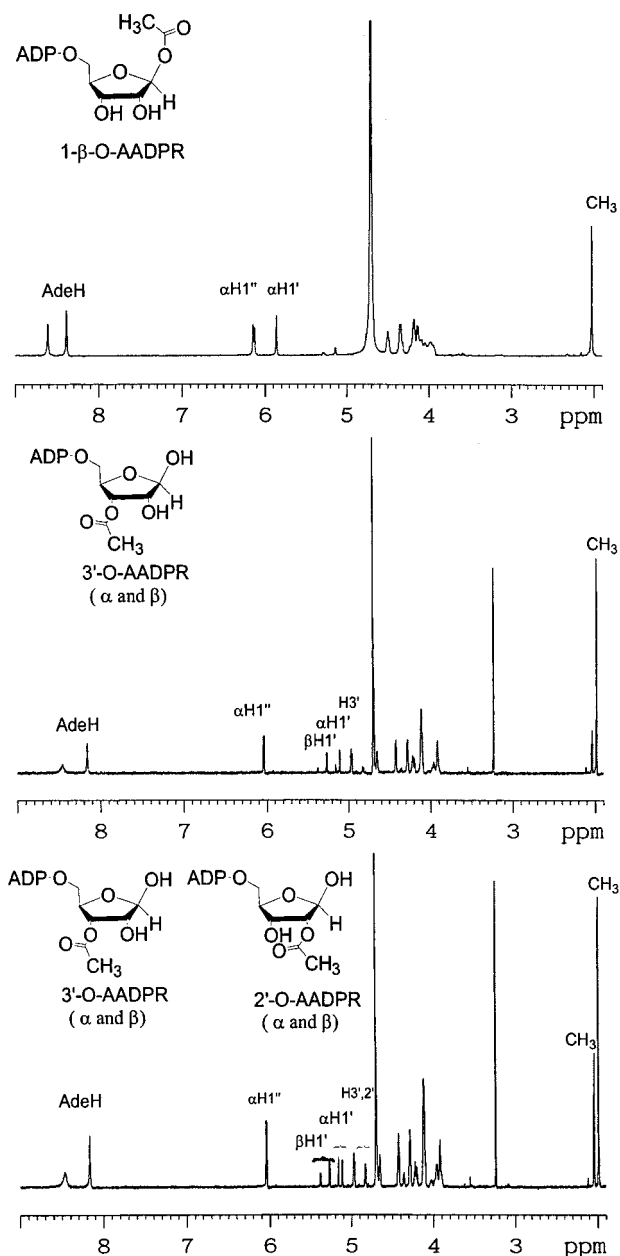 H₃C O
O
ADP-O
O
H
OH OH
1-β-O-AADPR
CH₃
AdeH
αH1" αH1'
8 7 6 5 4 3 ppm
ADP-O
OH
O
H
O OH
O
CH₃
3'-O-AADPR
( α and β)
CH₃
H3'
αH1"
αH1'
βH1'
AdeH
8 7 6 5 4 3 ppm
ADP-O
OH
O
H
O OH
O
CH₃
3'-O-AADPR
( α and β)
ADP-O
OH
O
H
OH O
O
CH₃
2'-O-AADPR
( α and β)
CH₃
CH₃
H3',2'
AdeH
αH1"
αH1'
βH1'
8 7 6 5 4 3 ppm